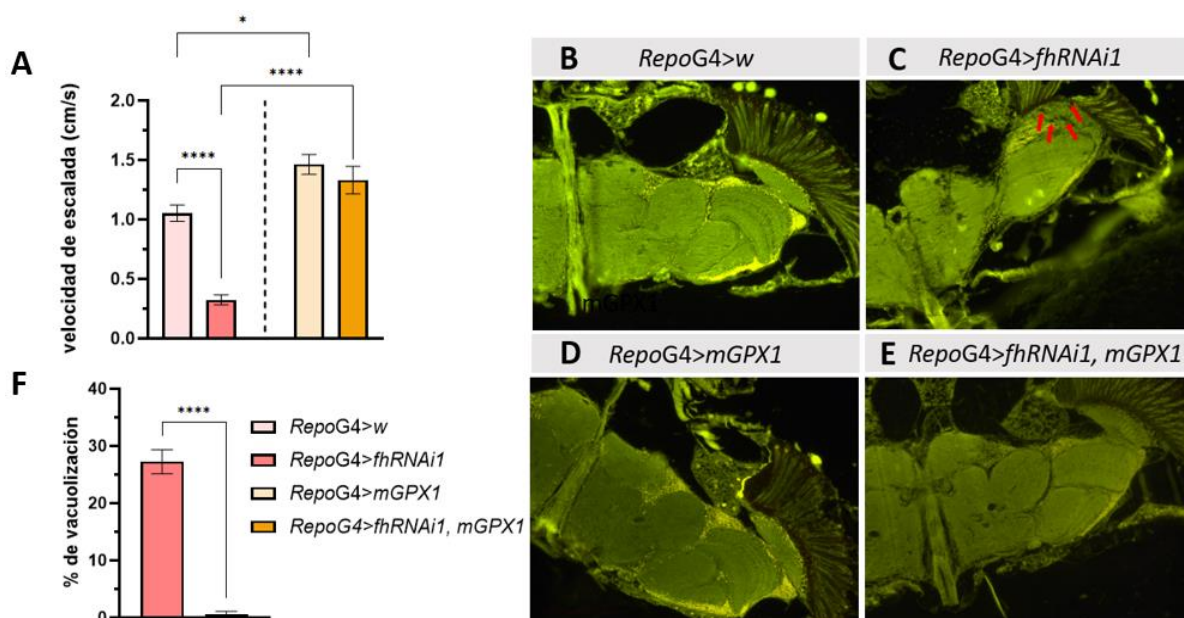 A
velocidad de escalada (cm/s)
2.0
1.5
1.0
0.5
0.0
*
****
****
B RepoG4>w
mGPX1
C RepoG4>fhRNAi1
D RepoG4>mGPX1
E RepoG4>fhRNAi1, mGPX1
F
% de vacuolización
40
30
20
10
0
****
RepoG4>w
RepoG4>fhRNAi1
RepoG4>mGPX1
RepoG4>fhRNAi1, mGPX1